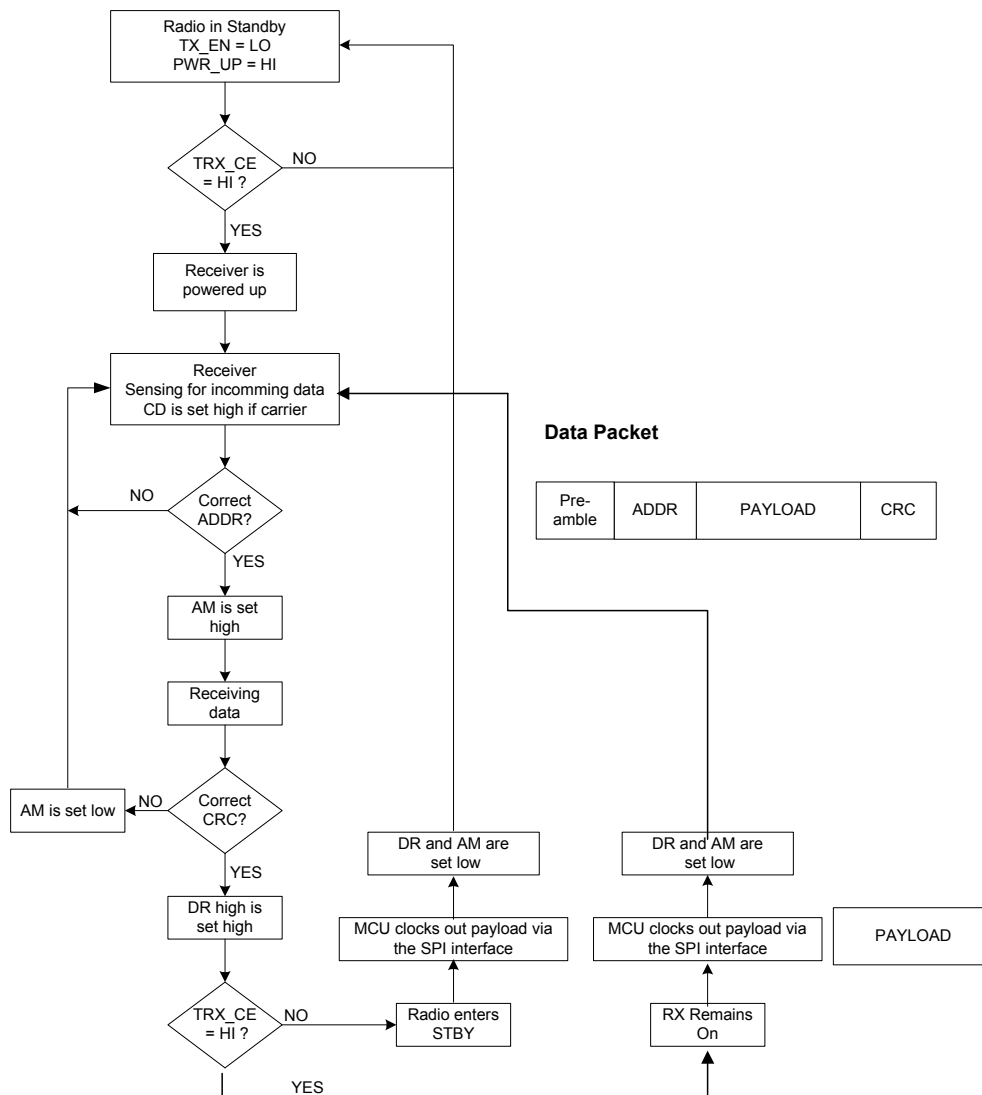 Radio in Standby
TX_EN = LO
PWR_UP = HI
TRX_CE
= HI ?
NO
YES
Receiver is
powered up
Receiver
Sensing for incomming data
CD is set high if carrier
Data Packet
Pre-
amble
ADDR
PAYLOAD
CRC
NO
Correct
ADDR?
YES
AM is set
high
Receiving
data
Correct
CRC?
NO
AM is set low
YES
DR high is
set high
TRX_CE
= HI ?
NO
YES
Radio enters
STBY
MCU clocks out payload via
the SPI interface
DR and AM are
set low
RX Remains
On
MCU clocks out payload via
the SPI interface
PAYLOAD
DR and AM are
set low